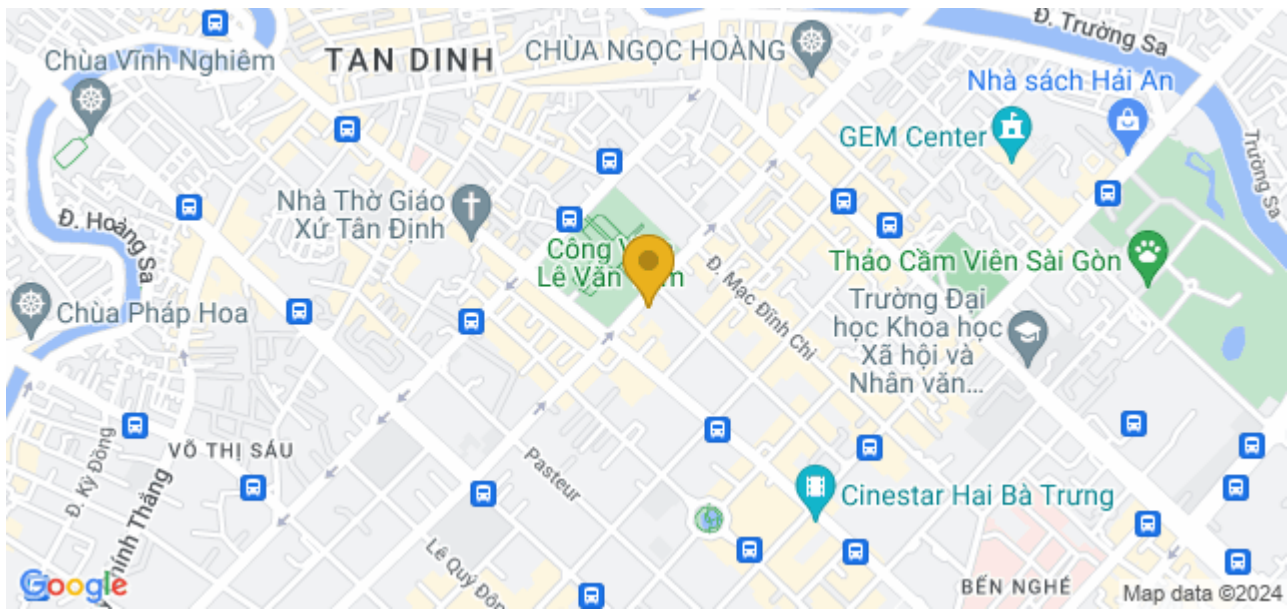 Đ. Trường Sa
Chùa Vĩnh Nghiêm
TAN DINH
CHÙA NGỌC HOÀNG
Nhà sách Hải An
GEM Center
Trường Sa
Nhà Thờ Giáo
Xứ Tân Định
Đ. Hoàng Sa
Công
Lê Văn
Đ. Mạc Đĩnh Chi
Thảo Cầm Viên Sài Gòn
Chùa Pháp Hoa
Trường Đại
học Khoa học
Xã hội và
Nhân văn...
Đ. Kỳ Đồng
VÕ THỊ SÁU
Pasteur
Cinestar Hai Bà Trưng
Thắng
Lê Quý Đôn
BẾN NGHÉ
Google
Map data ©2024